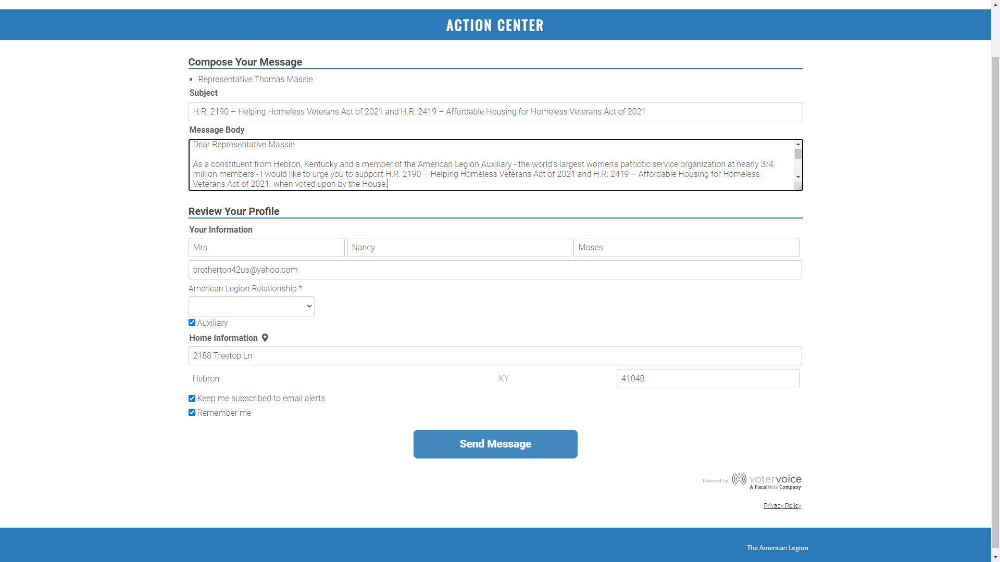 ACTION CENTER
Compose Your Message
• Representative Thomas Massie
Subject
H.R. 2190 – Helping Homeless Veterans Act of 2021 and H.R. 2419 – Affordable Housing for Homeless Veterans Act of 2021
Message Body
Dear Representative Massie
As a constituent from Hebron, Kentucky and a member of the American Legion Auxiliary - the world's largest women's patriotic service organization at nearly 3/4
million members - I would like to urge you to support H.R. 2190 – Helping Homeless Veterans Act of 2021 and H.R. 2419 – Affordable Housing for Homeless
Veterans Act of 2021. when voted upon by the House.
Review Your Profile
Your Information
Mrs. Nancy Moses
brotherton42us@yahoo.com
American Legion Relationship *
Auxiliary
Home Information
2188 Treetop Ln
Hebron KY 41048
Keep me subscribed to email alerts
Remember me
Send Message
Powered by votervoice
A FiscalNote Company
Privacy Policy
The American Legion